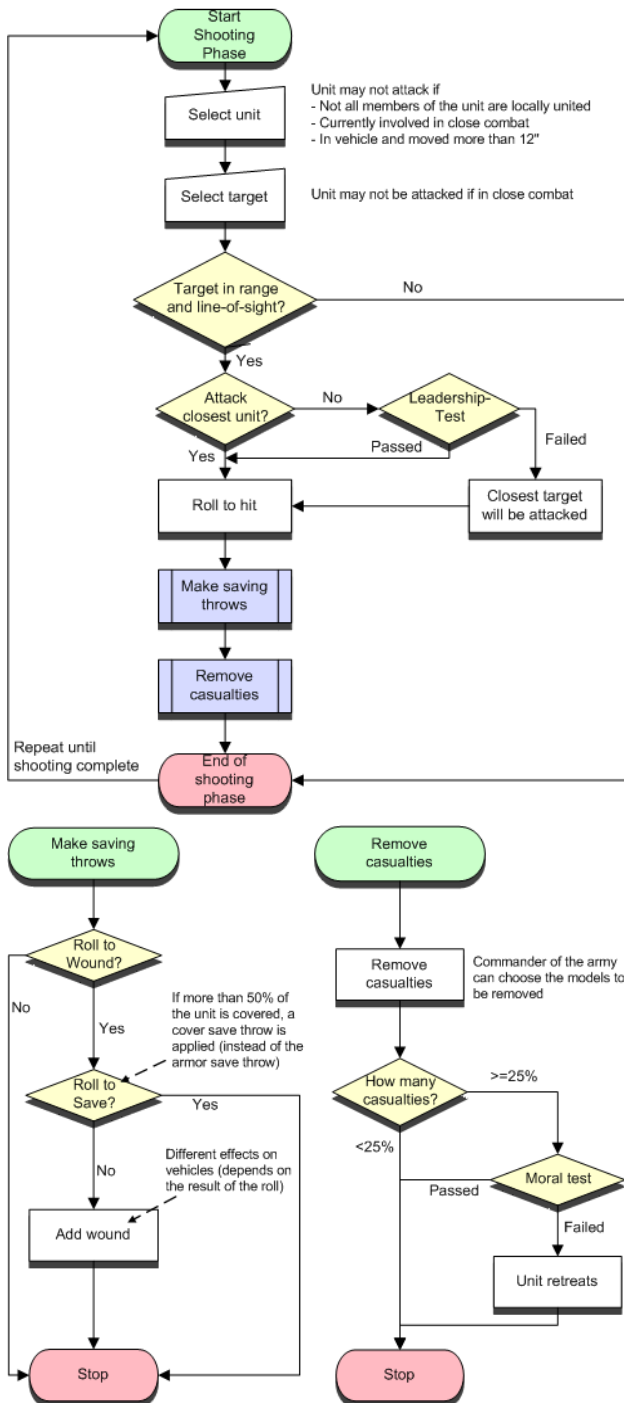 Start
Shooting
Phase
Unit may not attack if
- Not all members of the unit are locally united
- Currently involved in close combat
- In vehicle and moved more than 12"
Select unit
Select target
Unit may not be attacked if in close combat
Target in range
and line-of-sight?
No
Yes
Attack
closest unit?
No
Leadership-
Test
Yes
Passed
Failed
Roll to hit
Closest target
will be attacked
Make saving
throws
Remove
casualties
Repeat until
shooting complete
End of
shooting
phase
Make saving
throws
Roll to
Wound?
No
Yes
If more than 50% of
the unit is covered, a
cover save throw is
applied (instead of the
armor save throw)
Roll to
Save?
Yes
No
Different effects on
vehicles (depends on
the result of the roll)
Add wound
Stop
Remove
casualties
Remove
casualties
Commander of the army
can choose the models to
be removed
How many
casualties?
>=25%
<25%
Moral test
Passed
Failed
Unit retreats
Stop